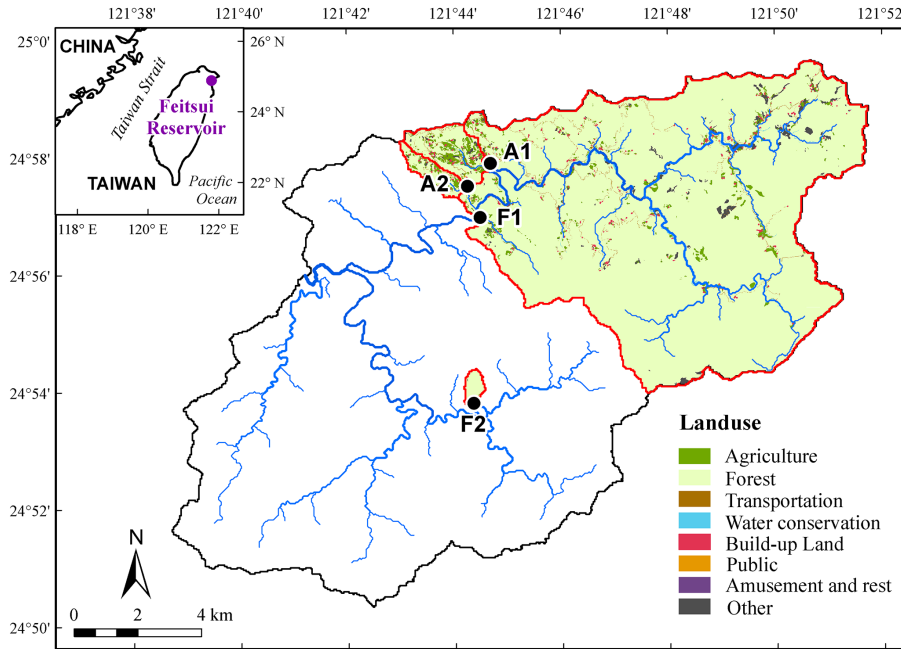 121°38' 121°40' 121°42' 121°44' 121°46' 121°48' 121°50' 121°52'
25°0'
24°58'
24°56'
24°54'
24°52'
24°50'
CHINA
Taiwan Strait
Feitsui
Reservoir
TAIWAN
Pacific
Ocean
26° N
24° N
22° N
118° E 120° E 122° E
A1
A2
F1
F2
N
0 2 4 km
Landuse
Agriculture
Forest
Transportation
Water conservation
Build-up Land
Public
Amusement and rest
Other